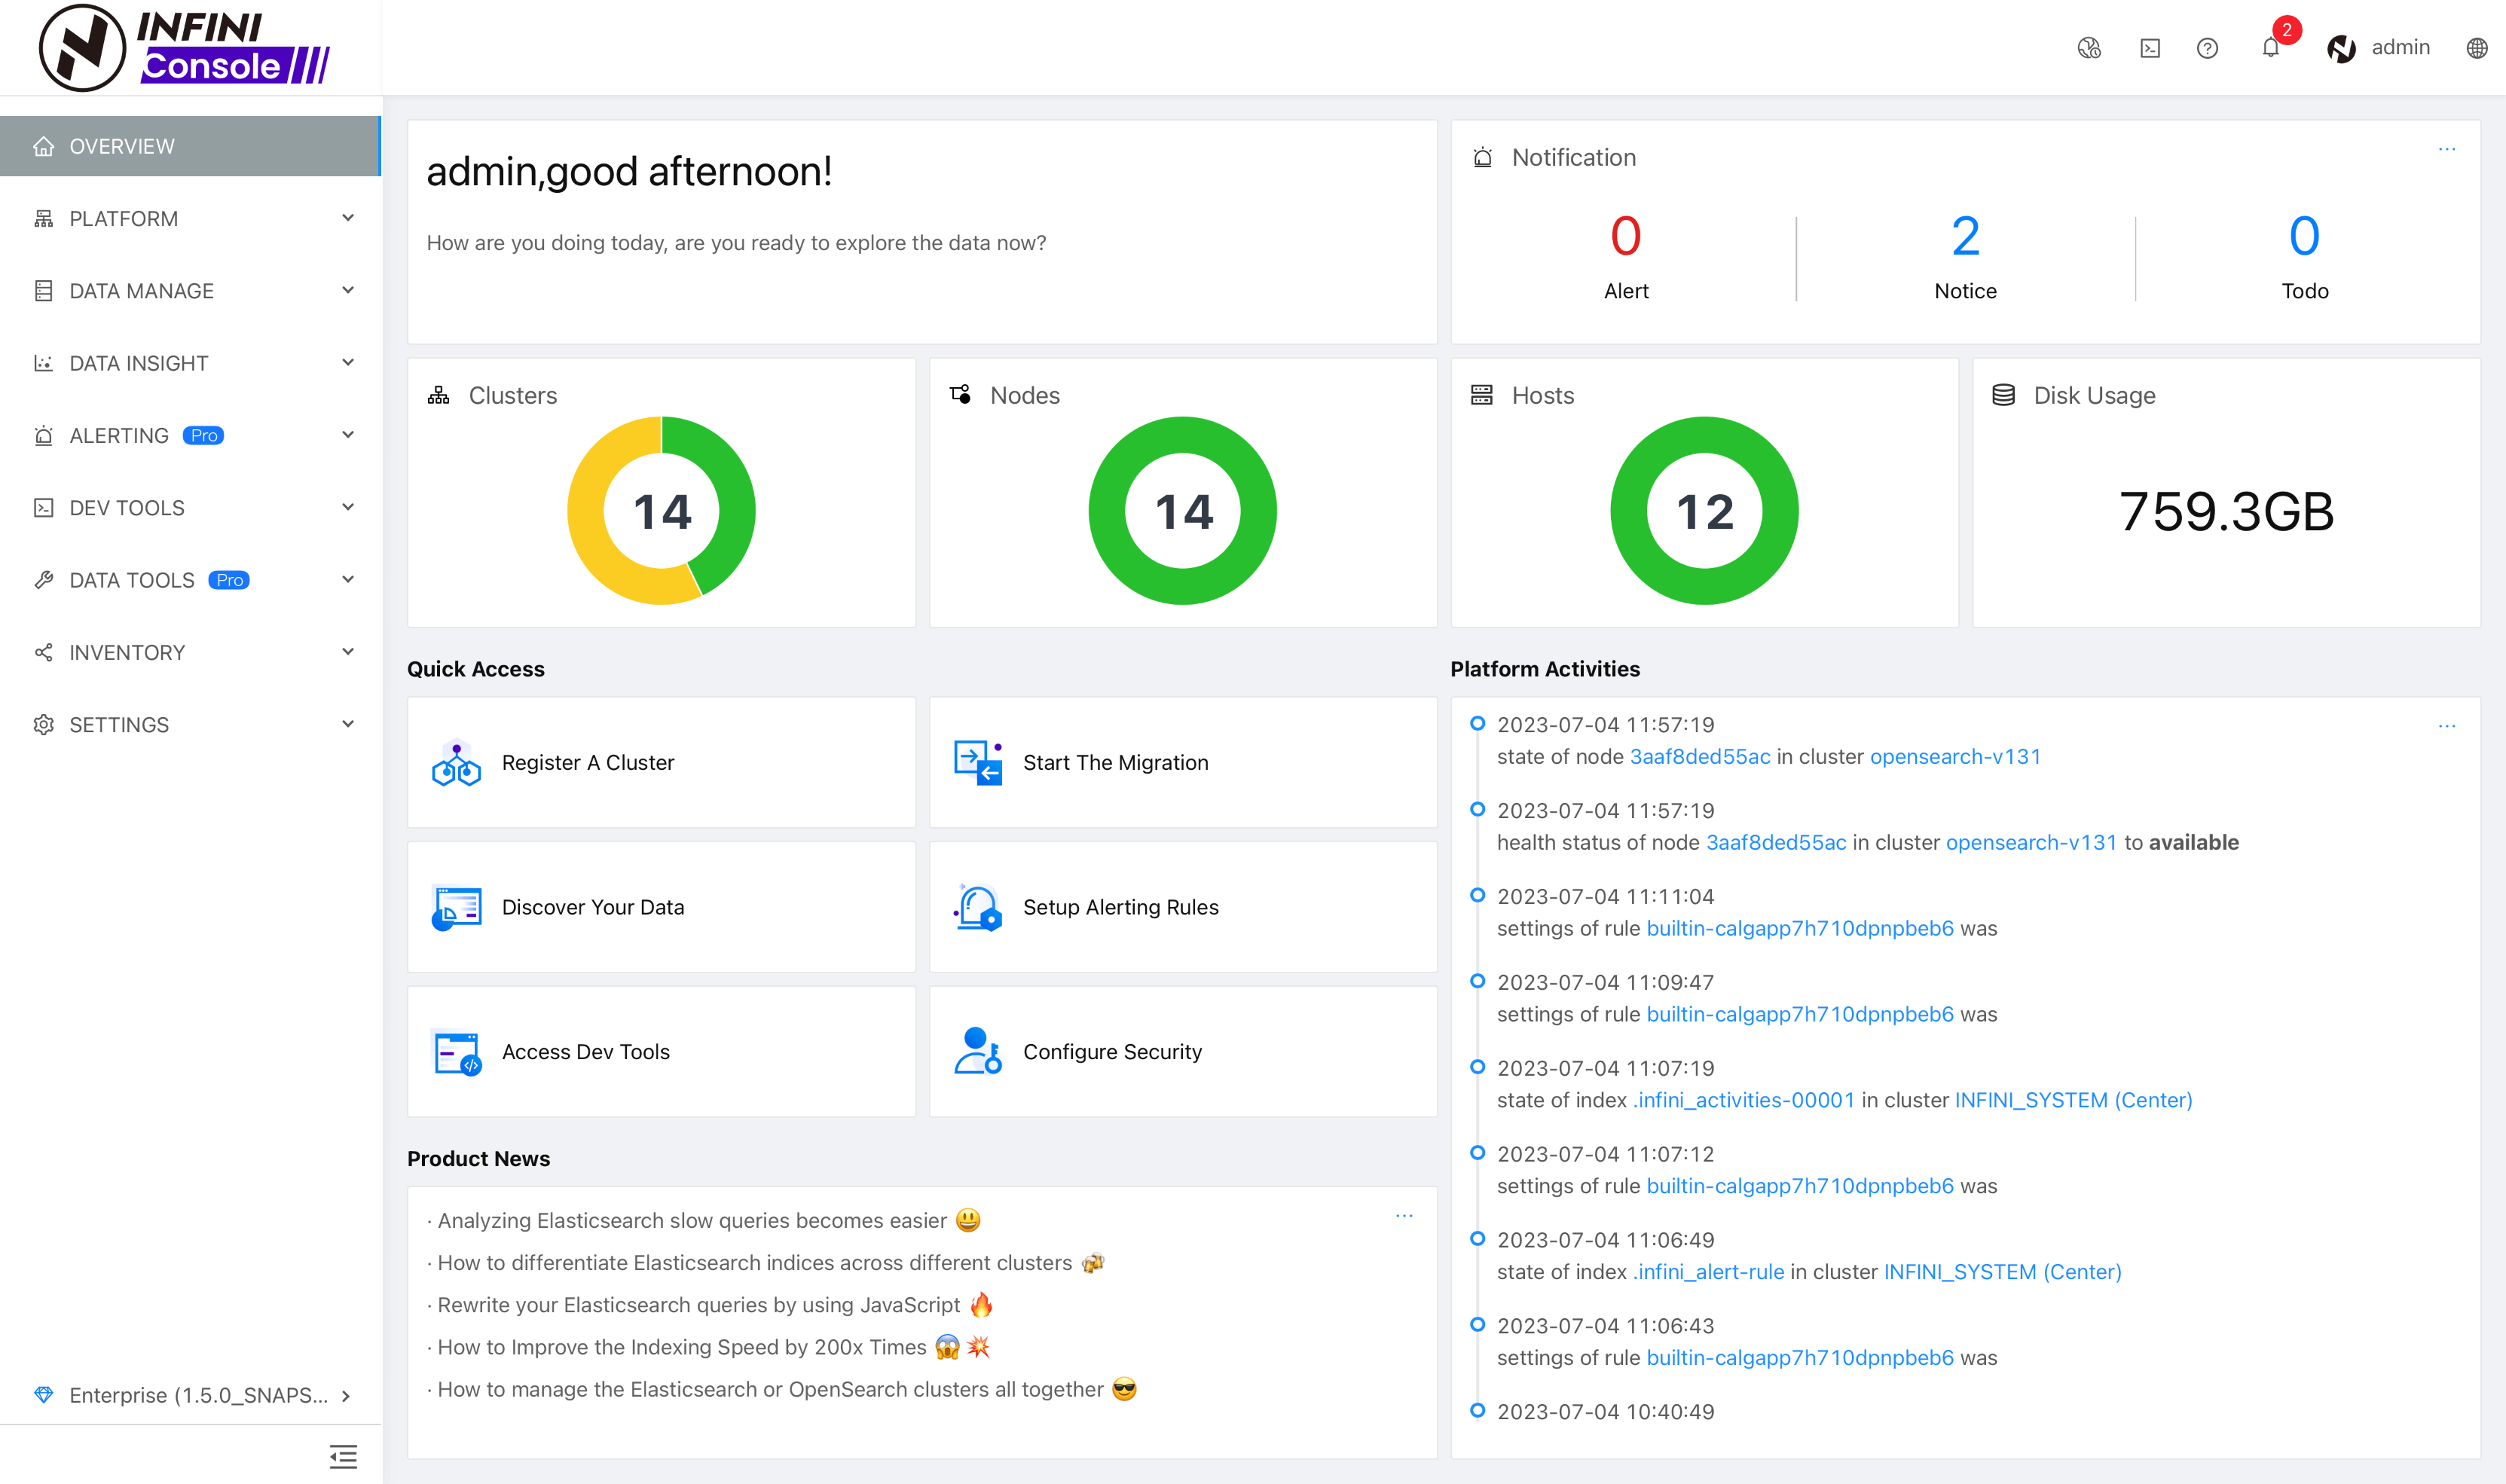 INFINI
Console
2
admin
OVERVIEW
PLATFORM
DATA MANAGE
DATA INSIGHT
ALERTING Pro
DEV TOOLS
DATA TOOLS Pro
INVENTORY
SETTINGS
Enterprise (1.5.0_SNAPS...
admin,good afternoon!
How are you doing today, are you ready to explore the data now?
Notification
0
Alert
2
Notice
0
Todo
Clusters
14
Nodes
14
Hosts
12
Disk Usage
759.3GB
Quick Access
Register A Cluster
Start The Migration
Discover Your Data
Setup Alerting Rules
Access Dev Tools
Configure Security
Product News
· Analyzing Elasticsearch slow queries becomes easier 😃
· How to differentiate Elasticsearch indices across different clusters 🍻
· Rewrite your Elasticsearch queries by using JavaScript 🔥
· How to Improve the Indexing Speed by 200x Times 😱 💥
· How to manage the Elasticsearch or OpenSearch clusters all together 😎
Platform Activities
2023-07-04 11:57:19
state of node 3aaf8ded55ac in cluster opensearch-v131
2023-07-04 11:57:19
health status of node 3aaf8ded55ac in cluster opensearch-v131 to available
2023-07-04 11:11:04
settings of rule builtin-calgapp7h710dpnpbeb6 was
2023-07-04 11:09:47
settings of rule builtin-calgapp7h710dpnpbeb6 was
2023-07-04 11:07:19
state of index .infini_activities-00001 in cluster INFINI_SYSTEM (Center)
2023-07-04 11:07:12
settings of rule builtin-calgapp7h710dpnpbeb6 was
2023-07-04 11:06:49
state of index .infini_alert-rule in cluster INFINI_SYSTEM (Center)
2023-07-04 11:06:43
settings of rule builtin-calgapp7h710dpnpbeb6 was
2023-07-04 10:40:49